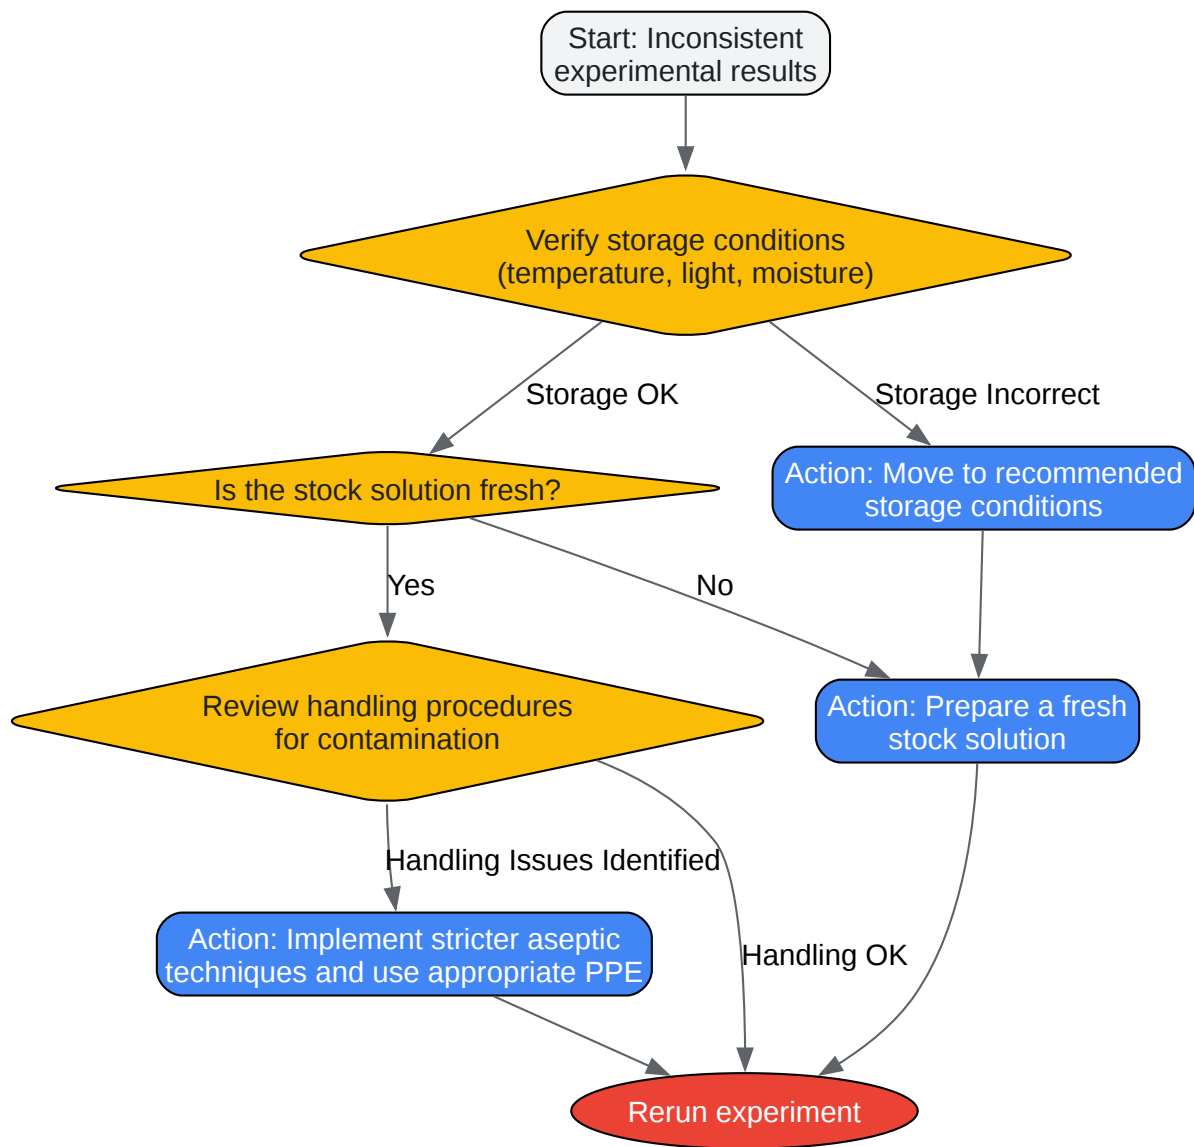 Start: Inconsistent
experimental results
Verify storage conditions
(temperature, light, moisture)
Storage OK
Storage Incorrect
Is the stock solution fresh?
Action: Move to recommended
storage conditions
Yes
No
Review handling procedures
for contamination
Action: Prepare a fresh
stock solution
Handling Issues Identified
Action: Implement stricter aseptic
techniques and use appropriate PPE
Handling OK
Rerun experiment